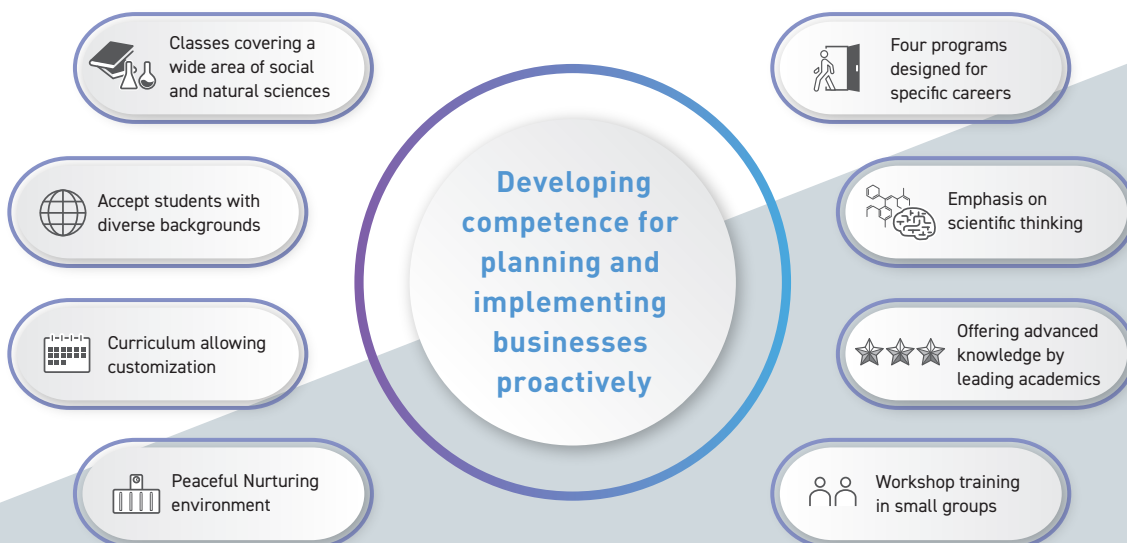 Classes covering a
wide area of social
and natural sciences
Accept students with
diverse backgrounds
Curriculum allowing
customization
Peaceful Nurturing
environment
Developing
competence for
planning and
implementing
businesses
proactively
Four programs
designed for
specific careers
Emphasis on
scientific thinking
Offering advanced
knowledge by
leading academics
Workshop training
in small groups